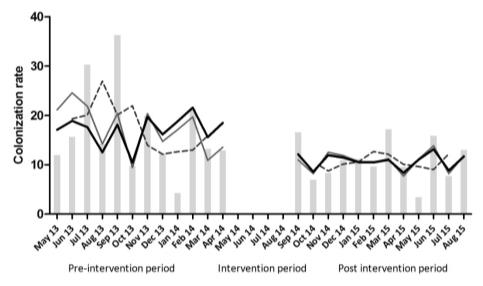 40
30
20
10
0
Colonization rate
May 13
Jun 13
Jul 13
Aug 13
Sep 13
Oct 13
Nov 13
Dec 13
Jan 14
Feb 14
Mar 14
Apr 14
May 14
Jun 14
Jul 14
Aug 14
Sep 14
Oct 14
Nov 14
Dec 14
Jan 15
Feb 15
Mar 15
Apr 15
May 15
Jun 15
Jul 15
Aug 15
Pre-intervention period
Intervention period
Post intervention period